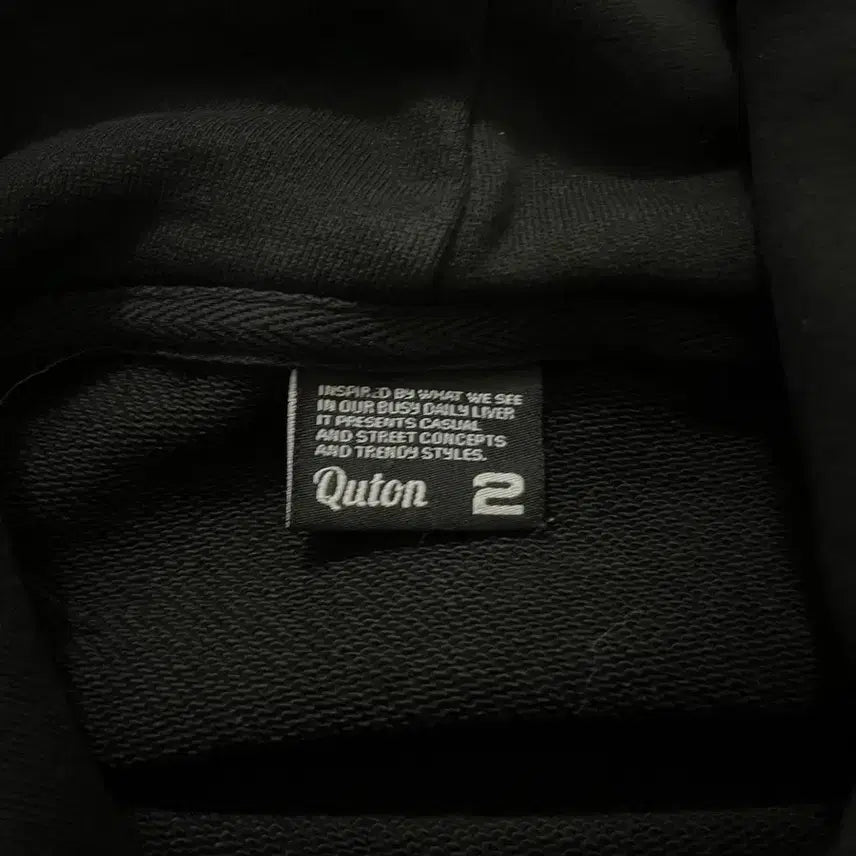 INSPIRED BY WHAT WE SEE
IN OUR BUSY DAILY LIVER
IT PRESENTS CASUAL
AND STREET CONCEPTS
AND TRENDY STYLES.
Quton 2